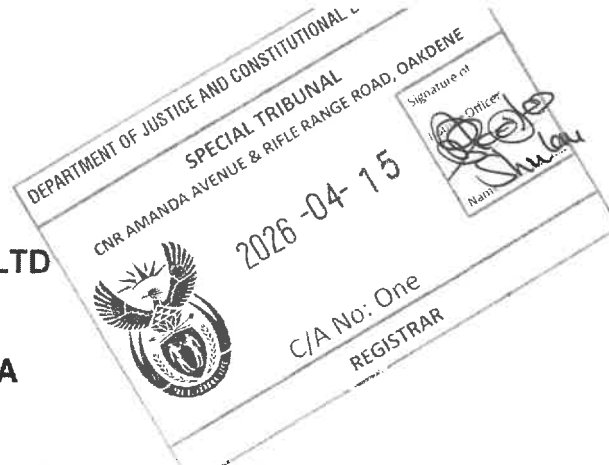 DEPARTMENT OF JUSTICE AND CONSTITUTIONAL
SPECIAL TRIBUNAL
CNR AMANDA AVENUE & RIFLE RANGE ROAD, OAKDENE
Signature of
Officer
2026-04-15
Nam
C/A No: One
REGISTRAR
LTD
A